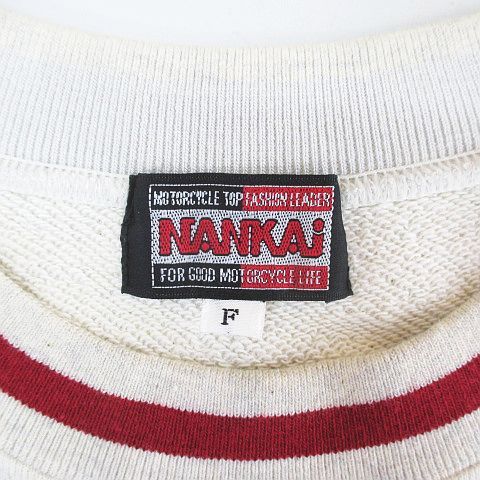 MOTORCYCLE TOP FASHION LEADER
NANKAi
FOR GOOD MOTORCYCLE LIFE
F